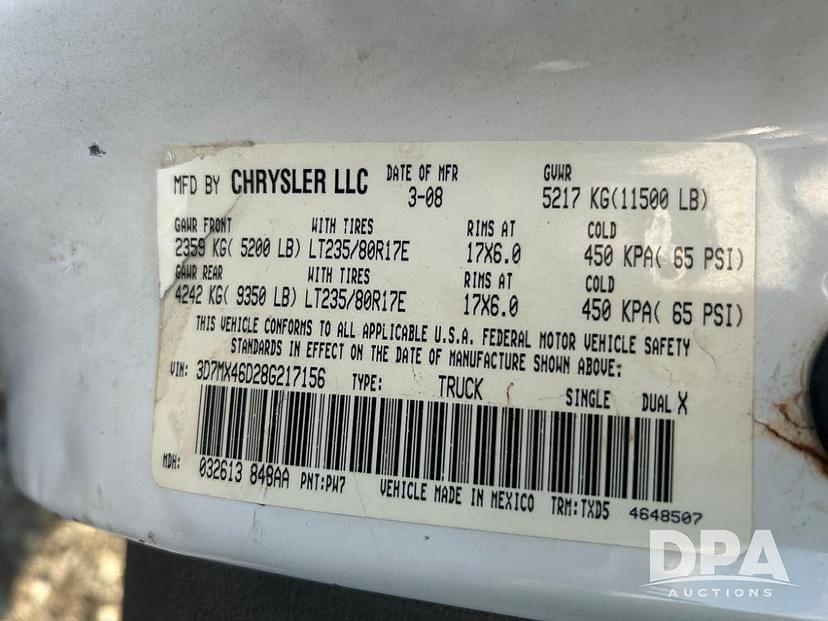 MFD BY CHRYSLER LLC DATE OF MFR GVWR
3-08 5217 KG(11500 LB)
GAWR FRONT WITH TIRES RIMS AT COLD
2359 KG( 5200 LB) LT235/80R17E 17X6.0 450 KPA( 65 PSI)
GAWR REAR WITH TIRES RIMS AT COLD
4242 KG( 9350 LB) LT235/80R17E 17X6.0 450 KPA( 65 PSI)
THIS VEHICLE CONFORMS TO ALL APPLICABLE U.S.A. FEDERAL MOTOR VEHICLE SAFETY
STANDARDS IN EFFECT ON THE DATE OF MANUFACTURE SHOWN ABOVE:
VIN: 3D7MX46D28G217156 TYPE: TRUCK SINGLE DUAL X
MDH: 032613 848AA PNT:PW7 VEHICLE MADE IN MEXICO TRM:TXD5 4648507
DPA
AUCTIONS